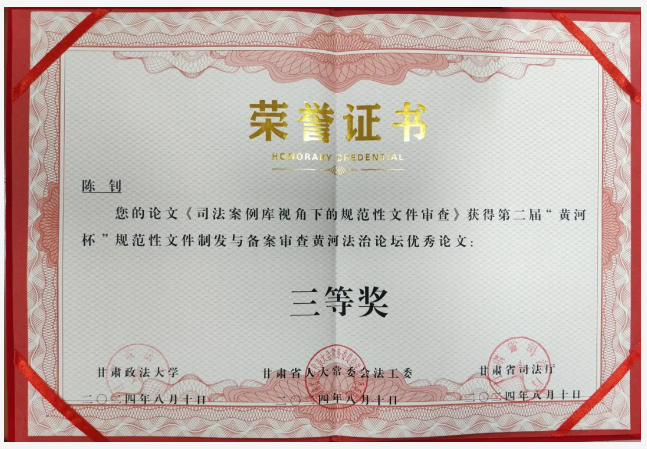 荣誉证书
HONORARY CREDENTIAL
陈 钊
您的论文《司法案例库视角下的规范性文件审查》获得第二届“黄河
杯”规范性文件制发与备案审查黄河法治论坛优秀论文：
三等奖
甘肃政法大学 甘肃省人大常委会法工委 甘肃省司法厅
二〇二四年八月十日 二〇二四年八月十日 二〇二四年八月十日